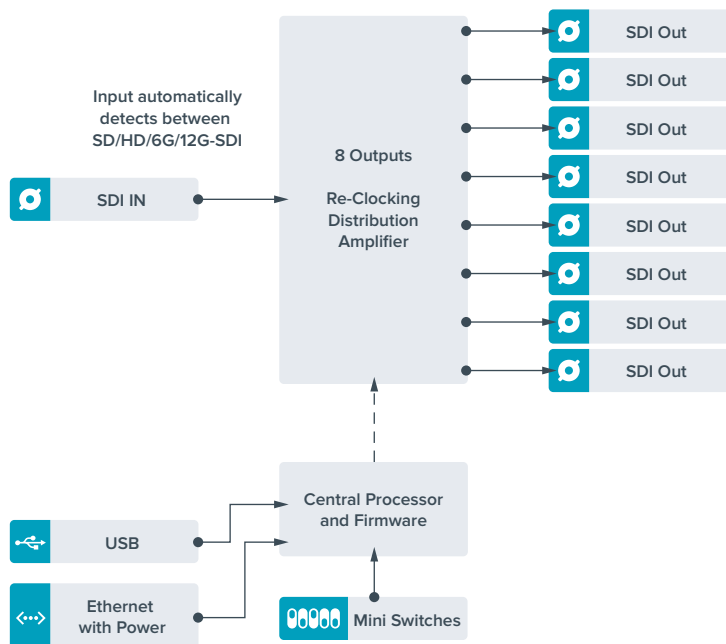 Input automatically
detects between
SD/HD/6G/12G-SDI
SDI IN
8 Outputs
Re-Clocking
Distribution
Amplifier
SDI Out
SDI Out
SDI Out
SDI Out
SDI Out
SDI Out
SDI Out
SDI Out
Central Processor
and Firmware
USB
Ethernet
with Power
Mini Switches